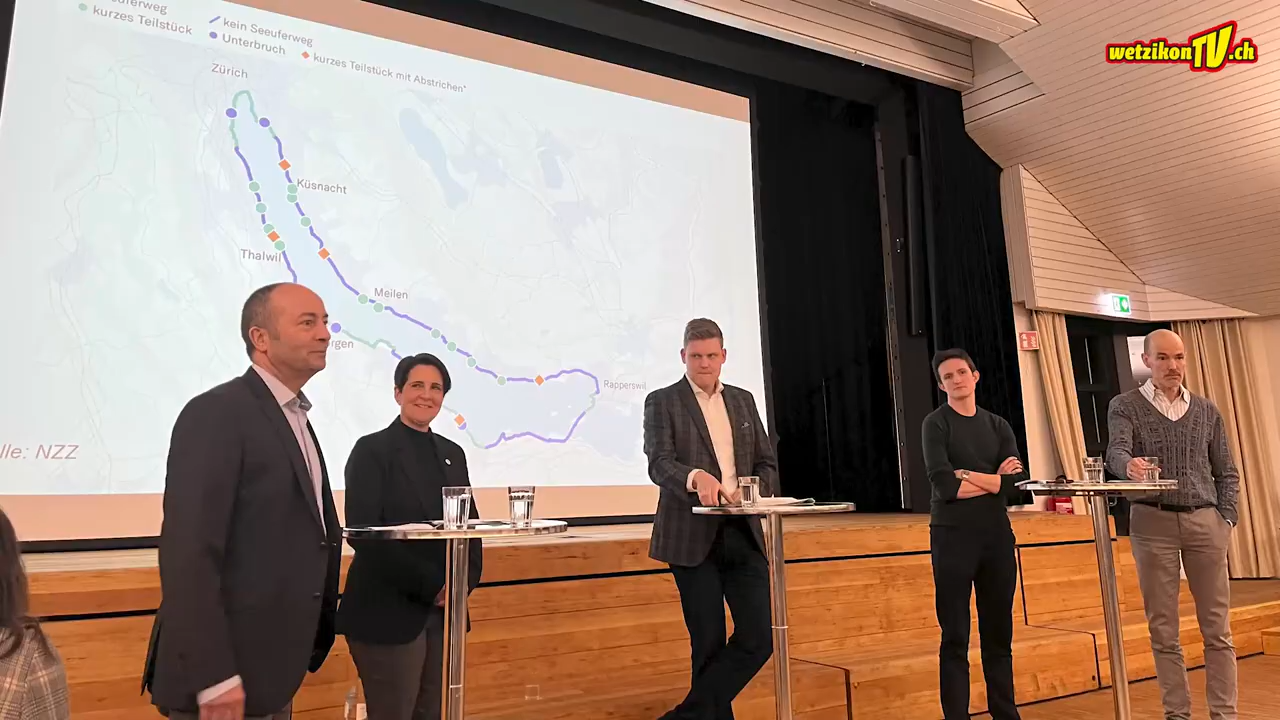 kurzes Teilstück
kein Seeuferweg
Unterbruch
kurzes Teilstück mit Abstrichen*
wetzikonTV.ch
Zürich
Küsnacht
Thalwil
Meilen
Rapperswil
NZZ